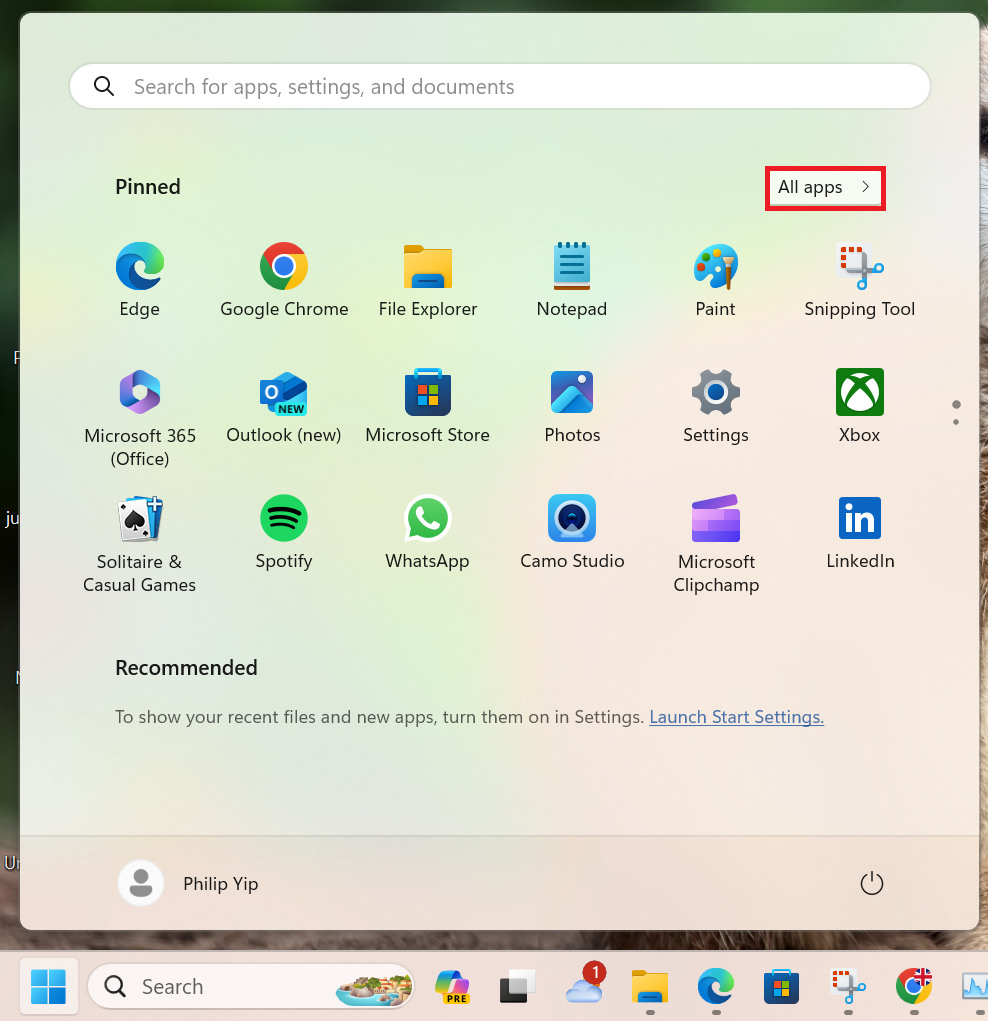 Search for apps, settings, and documents
Pinned
All apps
Edge
Google Chrome
File Explorer
Notepad
Paint
Snipping Tool
O
NEW
Microsoft 365
(Office)
Outlook (new)
Microsoft Store
Photos
Settings
Xbox
in
Solitaire &
Casual Games
Spotify
WhatsApp
Camo Studio
Microsoft
Clipchamp
LinkedIn
Recommended
To show your recent files and new apps, turn them on in Settings. Launch Start Settings.
Philip Yip
Search
PRE
1